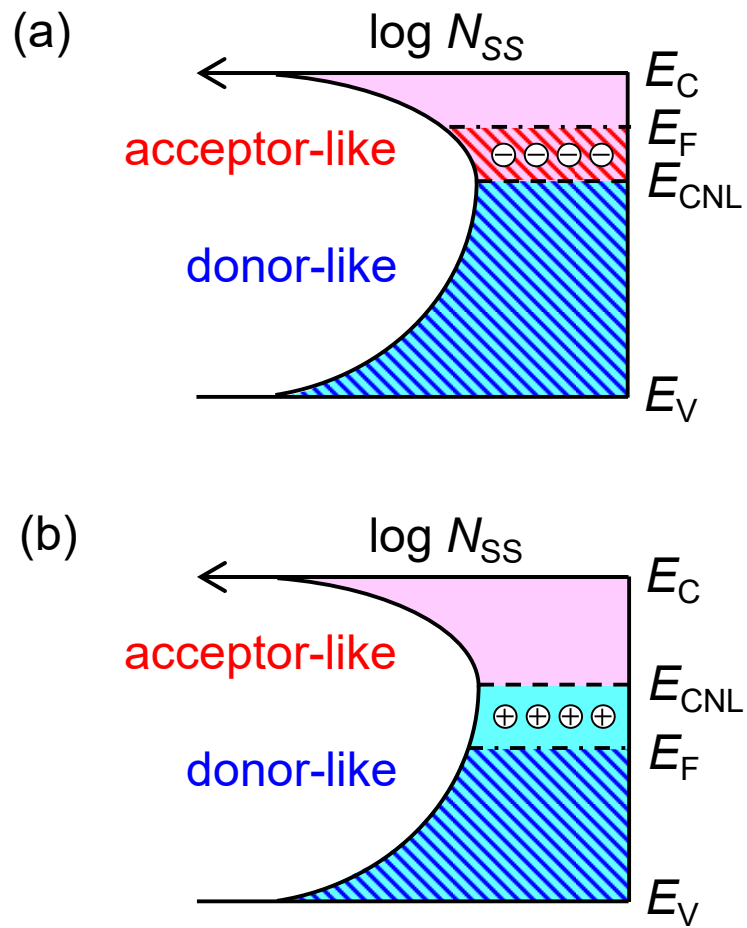 (a)
log N_SS
E_C
acceptor-like
E_F
− − − −
E_CNL
donor-like
E_V
(b)
log N_SS
E_C
acceptor-like
E_CNL
+ + + +
donor-like
E_F
E_V